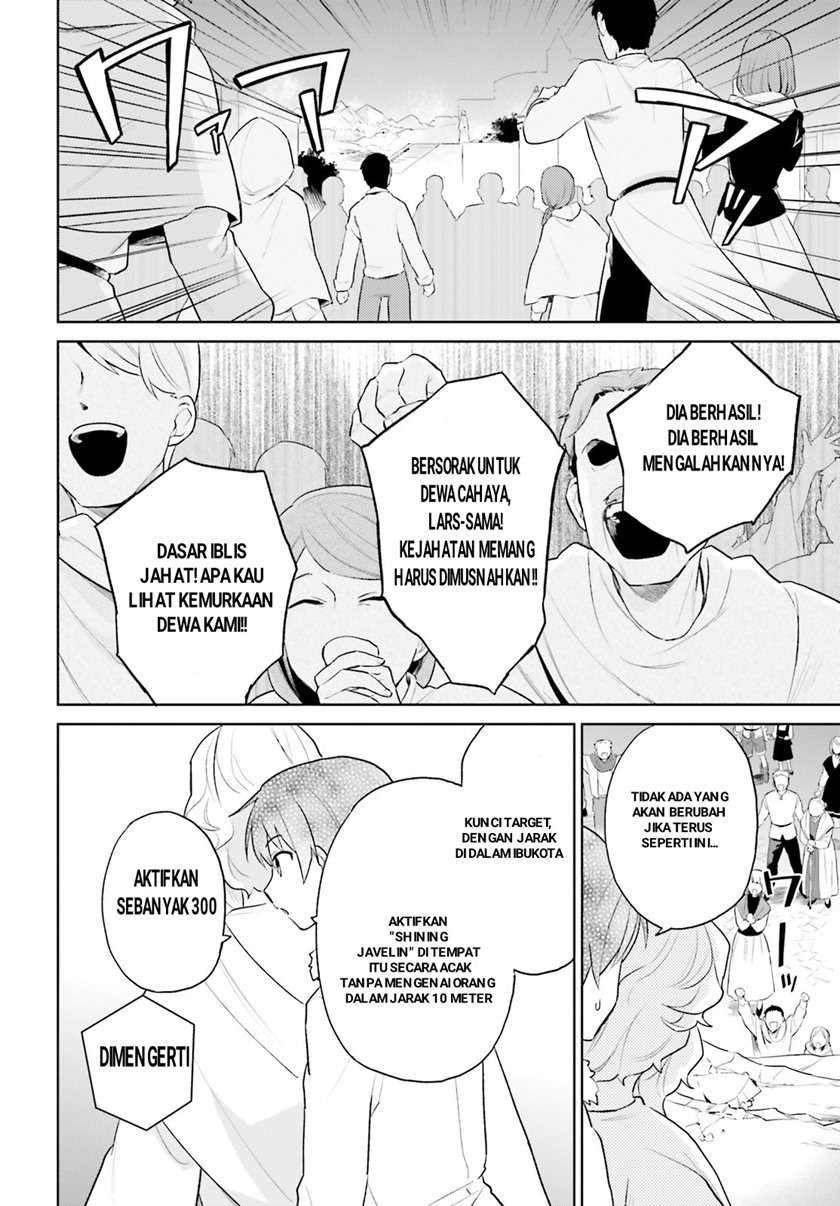 DIA BERHASIL!
DIA BERHASIL
MENGALAHKANNYA!
BERSORAK UNTUK
DEWA CAHAYA,
LARS-SAMA!
KEJAHATAN MEMANG
HARUS DIMUSNAHKAN!!
DASAR IBLIS
JAHAT! APA KAU
LIHAT KEMURKAAN
DEWA KAMI!!
TIDAK ADA YANG
AKAN BERUBAH
JIKA TERUS
SEPERTI INI...
ワ
ワ
KUNCI TARGET,
DENGAN JARAK
DI DALAM IBUKOTA
AKTIFKAN
"SHINING
JAVELIN" DI TEMPAT
ITU SECARA ACAK
TANPA MENGENAI ORANG
DALAM JARAK 10 METER
AKTIFKAN
SEBANYAK 300
DIMENGERTI